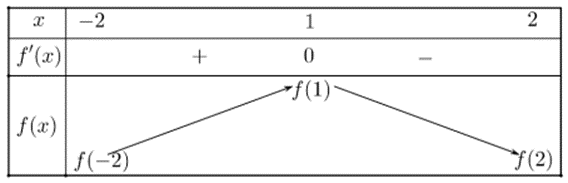 x −2 1 2
f′(x) + 0 −
f(1)
f(x)
f(−2) f(2)